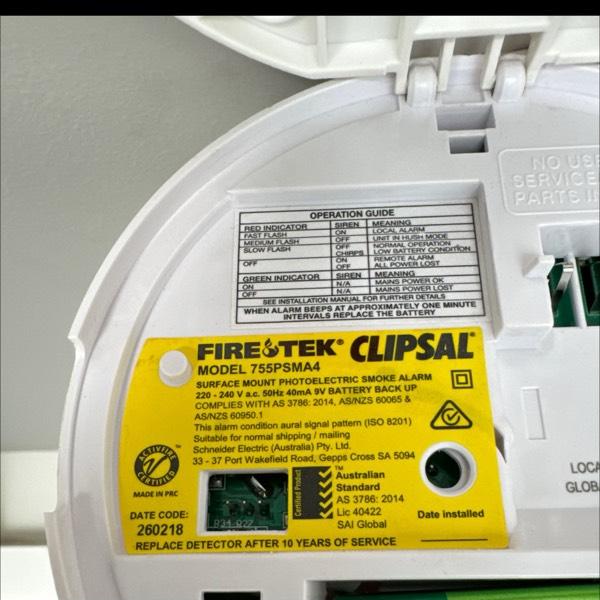 NO USE
SERVICE
PARTS IN
OPERATION GUIDE
RED INDICATOR SIREN MEANING
FAST FLASH ON LOCAL ALARM
MEDIUM FLASH OFF UNIT IN HUSH MODE
SLOW FLASH OFF NORMAL OPERATION
CHIRPS LOW BATTERY CONDITION
OFF ON REMOTE ALARM
OFF ALL POWER LOST
GREEN INDICATOR SIREN MEANING
ON N/A MAINS POWER OK
OFF N/A MAINS POWER LOST
SEE INSTALLATION MANUAL FOR FURTHER DETAILS
WHEN ALARM BEEPS AT APPROXIMATELY ONE MINUTE
INTERVALS REPLACE THE BATTERY
FIRETEK® CLIPSAL®
MODEL 755PSMA4
SURFACE MOUNT PHOTOELECTRIC SMOKE ALARM
220 - 240 V a.c. 50Hz 40mA 9V BATTERY BACK UP
COMPLIES WITH AS 3786: 2014, AS/NZS 60065 &
AS/NZS 60950.1
This alarm condition aural signal pattern (ISO 8201)
Suitable for normal shipping / mailing
Schneider Electric (Australia) Pty. Ltd.
33 - 37 Port Wakefield Road, Gepps Cross SA 5094
ACTIVFIRE
CERTIFIED
TM
MADE IN PRC
DATE CODE:
260218
R34 R22
Certified Product
TM
Australian
Standard
AS 3786: 2014
Lic 40422
SAI Global
Date installed
REPLACE DETECTOR AFTER 10 YEARS OF SERVICE
LOCA
GLOBA